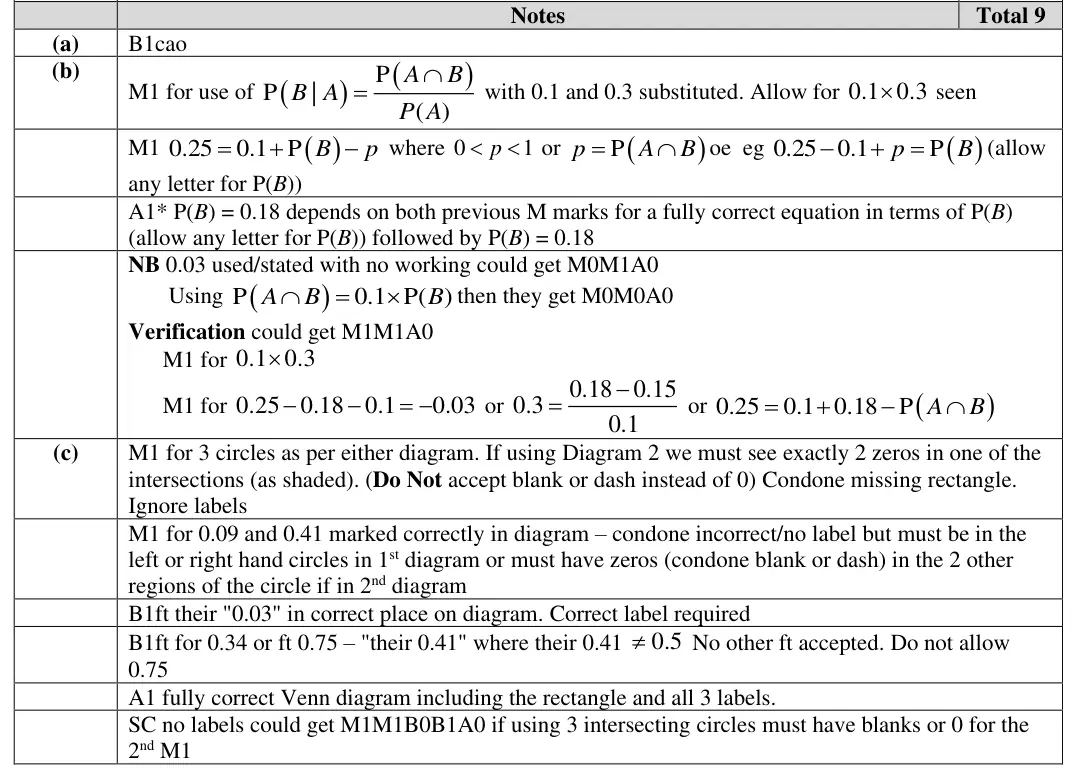 Notes Total 9
(a) B1cao
(b) M1 for use of P(B | A) = P(A ∩ B) / P(A) with 0.1 and 0.3 substituted. Allow for 0.1×0.3 seen
M1 0.25 = 0.1 + P(B) − p where 0 < p < 1 or p = P(A ∩ B) oe eg 0.25 − 0.1 + p = P(B) (allow
any letter for P(B))
A1* P(B) = 0.18 depends on both previous M marks for a fully correct equation in terms of P(B)
(allow any letter for P(B)) followed by P(B) = 0.18
NB 0.03 used/stated with no working could get M0M1A0
Using P(A ∩ B) = 0.1×P(B) then they get M0M0A0
Verification could get M1M1A0
M1 for 0.1×0.3
M1 for 0.25 − 0.18 − 0.1 = −0.03 or 0.3 = (0.18 − 0.15) / 0.1 or 0.25 = 0.1 + 0.18 − P(A ∩ B)
(c) M1 for 3 circles as per either diagram. If using Diagram 2 we must see exactly 2 zeros in one of the
intersections (as shaded). (Do Not accept blank or dash instead of 0) Condone missing rectangle.
Ignore labels
M1 for 0.09 and 0.41 marked correctly in diagram – condone incorrect/no label but must be in the
left or right hand circles in 1st diagram or must have zeros (condone blank or dash) in the 2 other
regions of the circle if in 2nd diagram
B1ft their "0.03" in correct place on diagram. Correct label required
B1ft for 0.34 or ft 0.75 – "their 0.41" where their 0.41 ≠ 0.5 No other ft accepted. Do not allow
0.75
A1 fully correct Venn diagram including the rectangle and all 3 labels.
SC no labels could get M1M1B0B1A0 if using 3 intersecting circles must have blanks or 0 for the
2nd M1